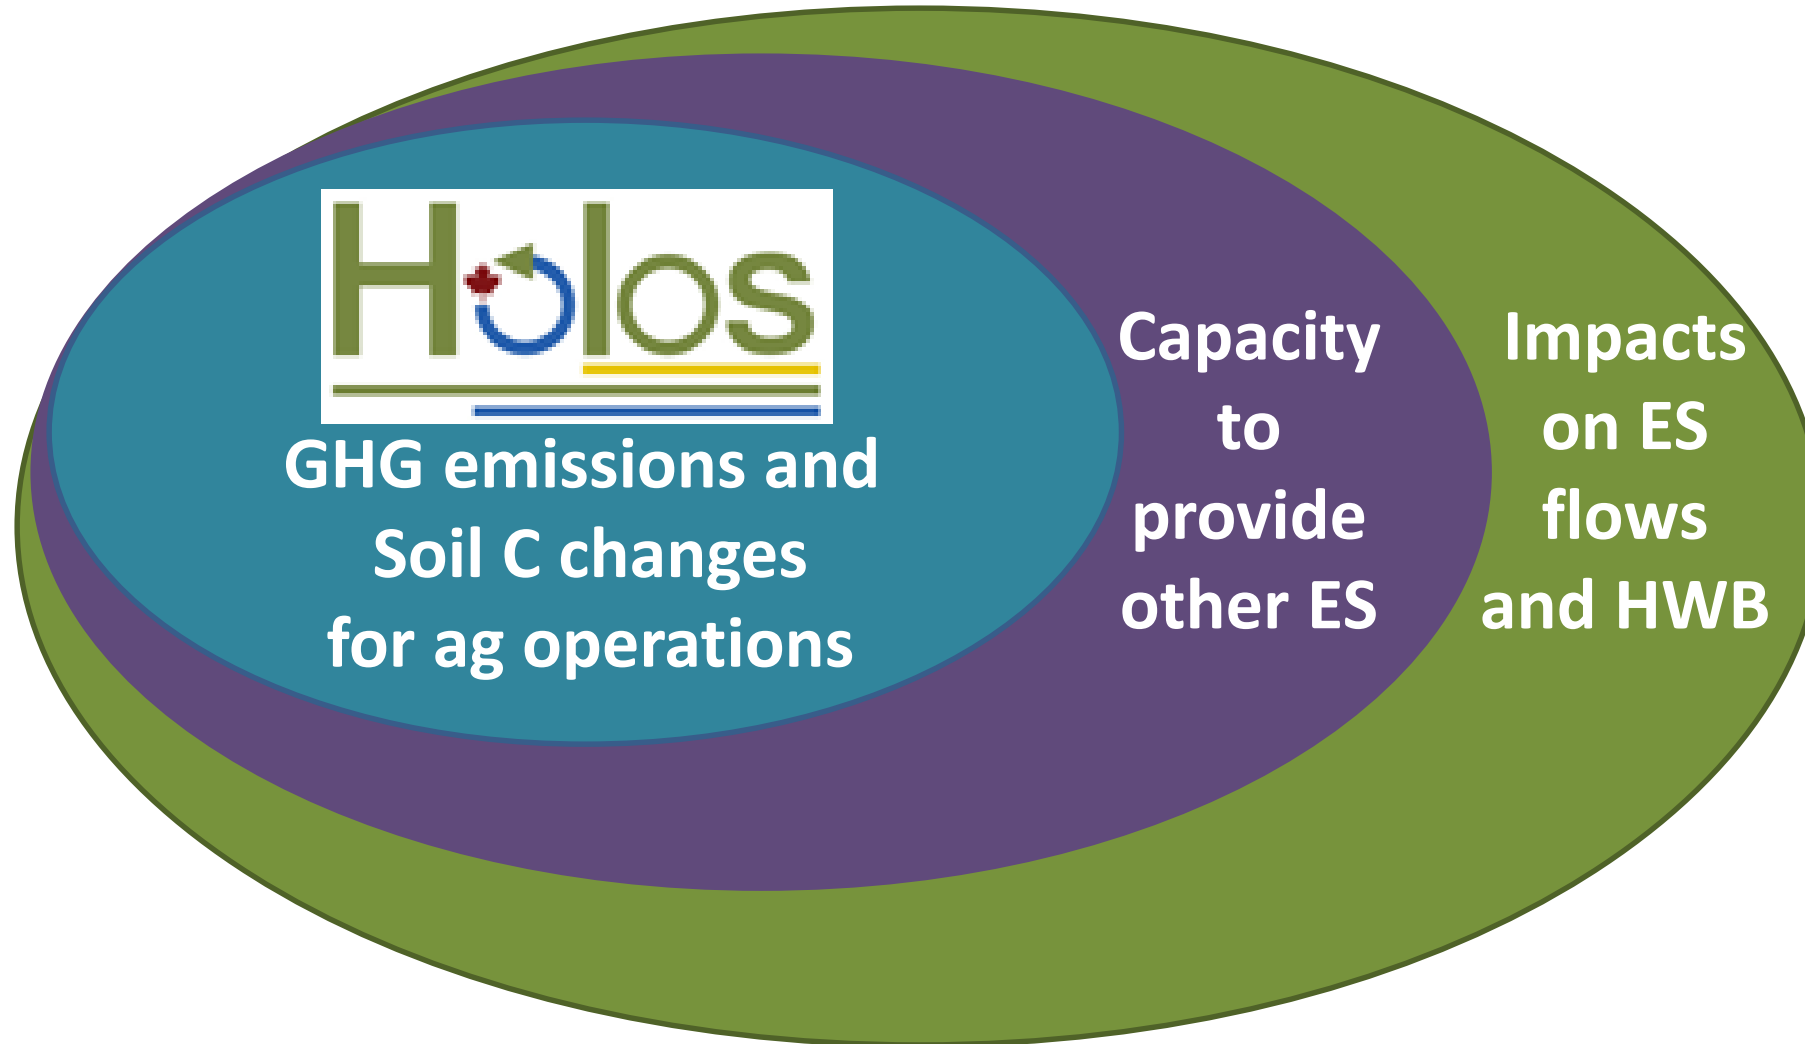 Holos
GHG emissions and
Soil C changes
for ag operations
Capacity
to
provide
other ES
Impacts
on ES
flows
and HWB